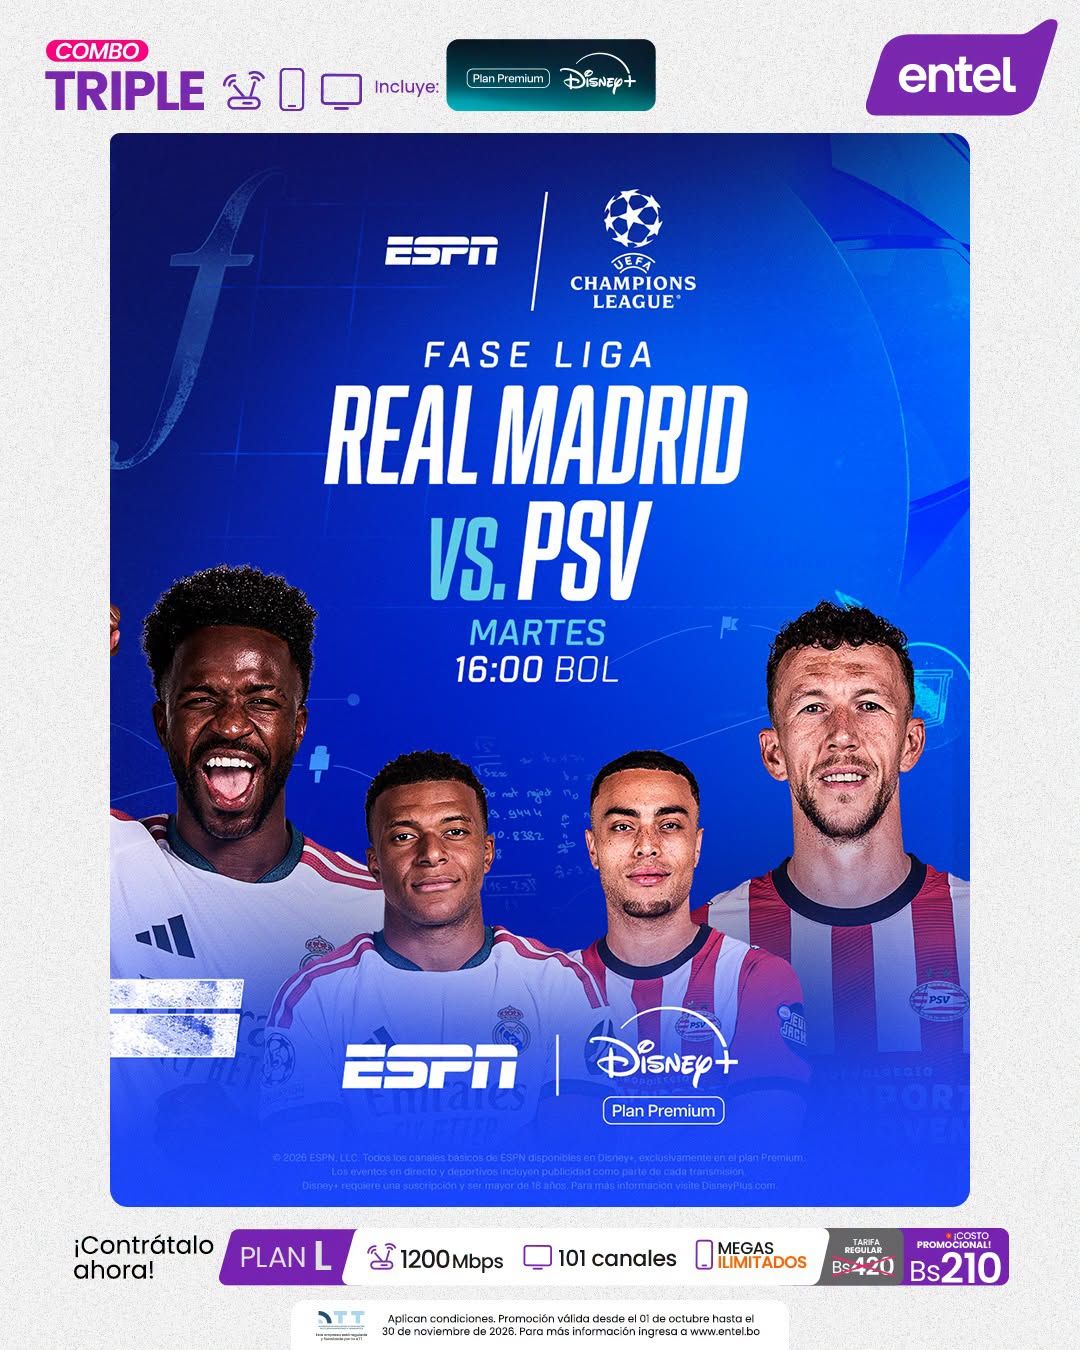 COMBO
TRIPLE
Incluye:
Plan Premium Disney+
entel
ESPN
UEFA
CHAMPIONS
LEAGUE
FASE LIGA
REAL MADRID
VS. PSV
MARTES
16:00 BOL
ESPN Disney+
Plan Premium
© 2026 ESPN, LLC. Todos los canales básicos de ESPN disponibles en Disney+, exclusivamente en el plan Premium.
Los eventos en directo y deportivos incluyen publicidad como parte de cada transmisión.
Disney+ requiere una suscripción y ser mayor de 18 años. Para más información visite DisneyPlus.com.
¡Contrátalo
ahora!
PLAN L
1200 Mbps
101 canales
MEGAS
ILIMITADOS
TARIFA
REGULAR
Bs420
¡COSTO
PROMOCIONAL!
Bs210
Aplican condiciones. Promoción válida desde el 01 de octubre hasta el
30 de noviembre de 2026. Para más información ingresa a www.entel.bo